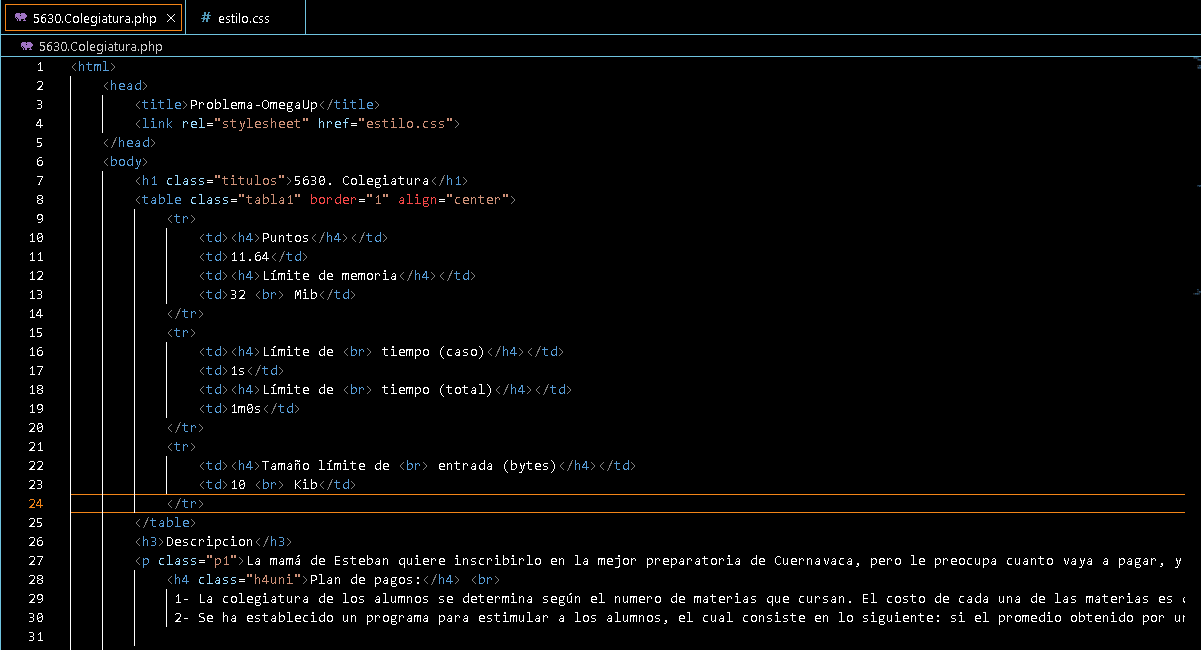 5630.Colegiatura.php × # estilo.css
5630.Colegiatura.php
1 <html>
2 <head>
3 <title>Problema-OmegaUp</title>
4 <link rel="stylesheet" href="estilo.css">
5 </head>
6 <body>
7 <h1 class="titulos">5630. Colegiatura</h1>
8 <table class="tabla1" border="1" align="center">
9 <tr>
10 <td><h4>Puntos</h4></td>
11 <td>11.64</td>
12 <td><h4>Límite de memoria</h4></td>
13 <td>32 <br> Mib</td>
14 </tr>
15 <tr>
16 <td><h4>Límite de <br> tiempo (caso)</h4></td>
17 <td>1s</td>
18 <td><h4>Límite de <br> tiempo (total)</h4></td>
19 <td>1m0s</td>
20 </tr>
21 <tr>
22 <td><h4>Tamaño límite de <br> entrada (bytes)</h4></td>
23 <td>10 <br> Kib</td>
24 </tr>
25 </table>
26 <h3>Descripcion</h3>
27 <p class="p1">La mamá de Esteban quiere inscribirlo en la mejor preparatoria de Cuernavaca, pero le preocupa cuanto vaya a pagar, y
28 <h4 class="h4uni">Plan de pagos:</h4> <br>
29 1- La colegiatura de los alumnos se determina según el numero de materias que cursan. El costo de cada una de las materias es
30 2- Se ha establecido un programa para estimular a los alumnos, el cual consiste en lo siguiente: si el promedio obtenido por
31